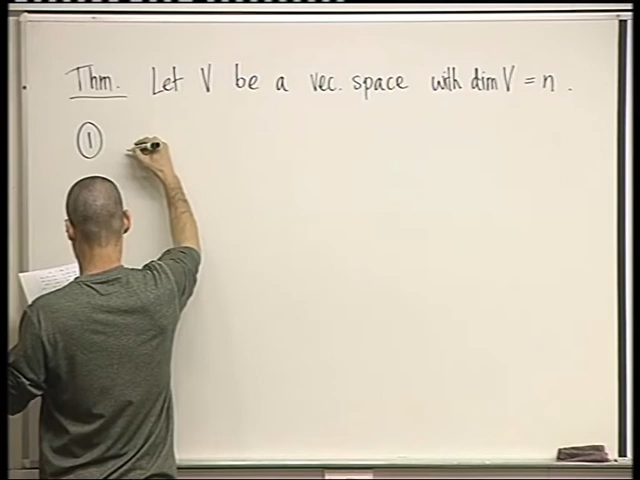 Thm. Let V be a vec. space with dim V = n.
①